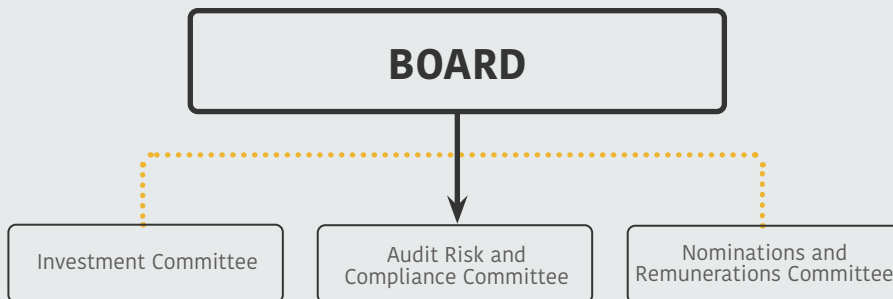 BOARD
Investment Committee
Audit Risk and
Compliance Committee
Nominations and
Remunerations Committee